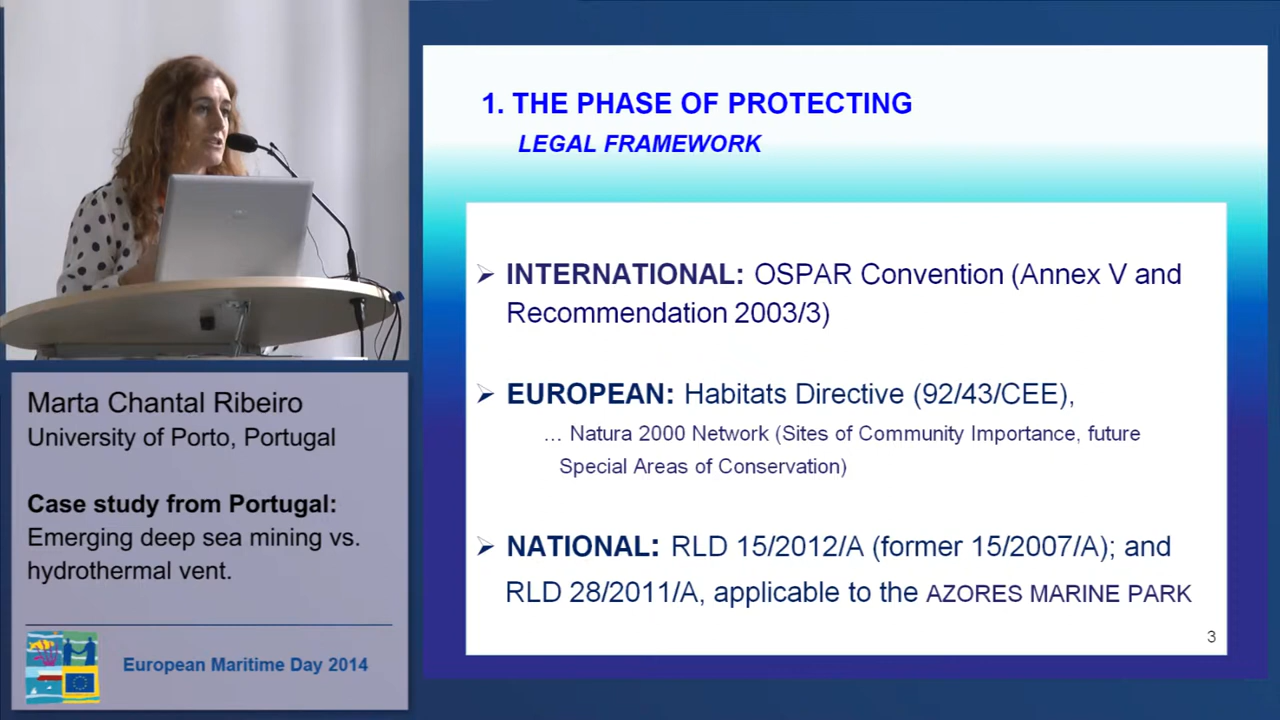 1. THE PHASE OF PROTECTING
LEGAL FRAMEWORK
➢ INTERNATIONAL: OSPAR Convention (Annex V and
Recommendation 2003/3)
➢ EUROPEAN: Habitats Directive (92/43/CEE),
… Natura 2000 Network (Sites of Community Importance, future
Special Areas of Conservation)
➢ NATIONAL: RLD 15/2012/A (former 15/2007/A); and
RLD 28/2011/A, applicable to the AZORES MARINE PARK
3
Marta Chantal Ribeiro
University of Porto, Portugal
Case study from Portugal:
Emerging deep sea mining vs.
hydrothermal vent.
European Maritime Day 2014